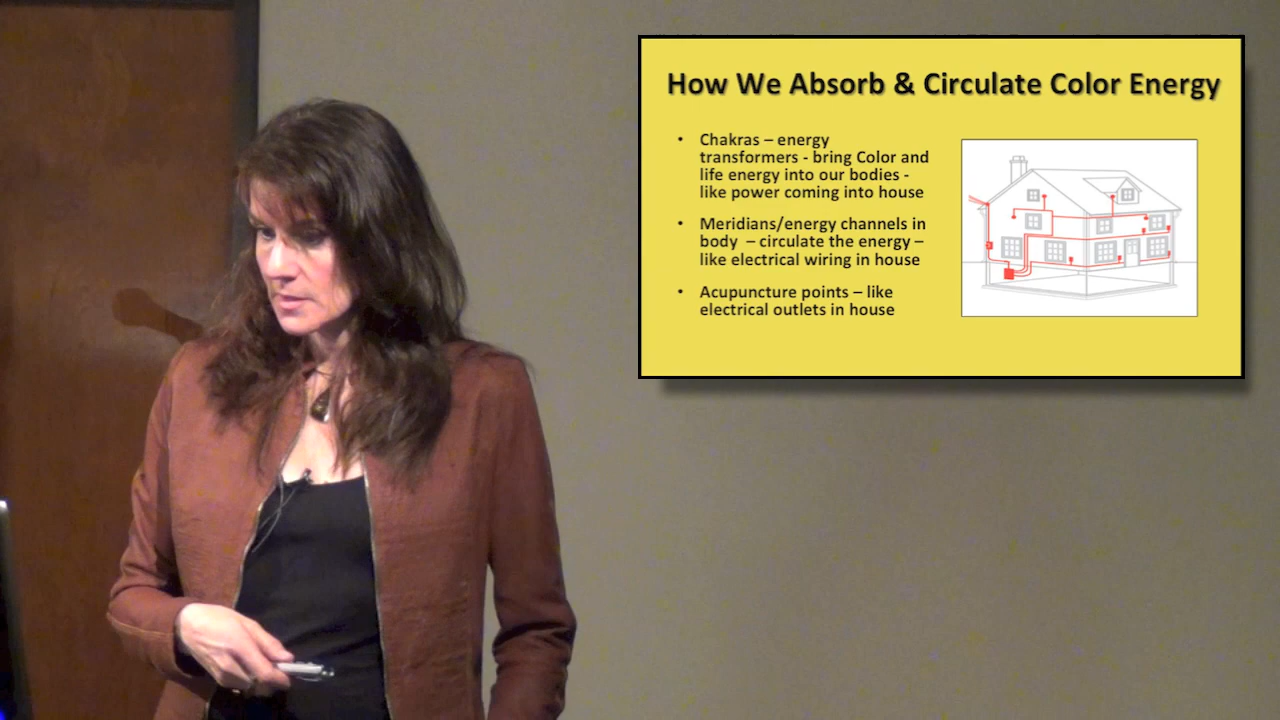 How We Absorb & Circulate Color Energy
• Chakras – energy
transformers - bring Color and
life energy into our bodies -
like power coming into house
• Meridians/energy channels in
body – circulate the energy –
like electrical wiring in house
• Acupuncture points – like
electrical outlets in house